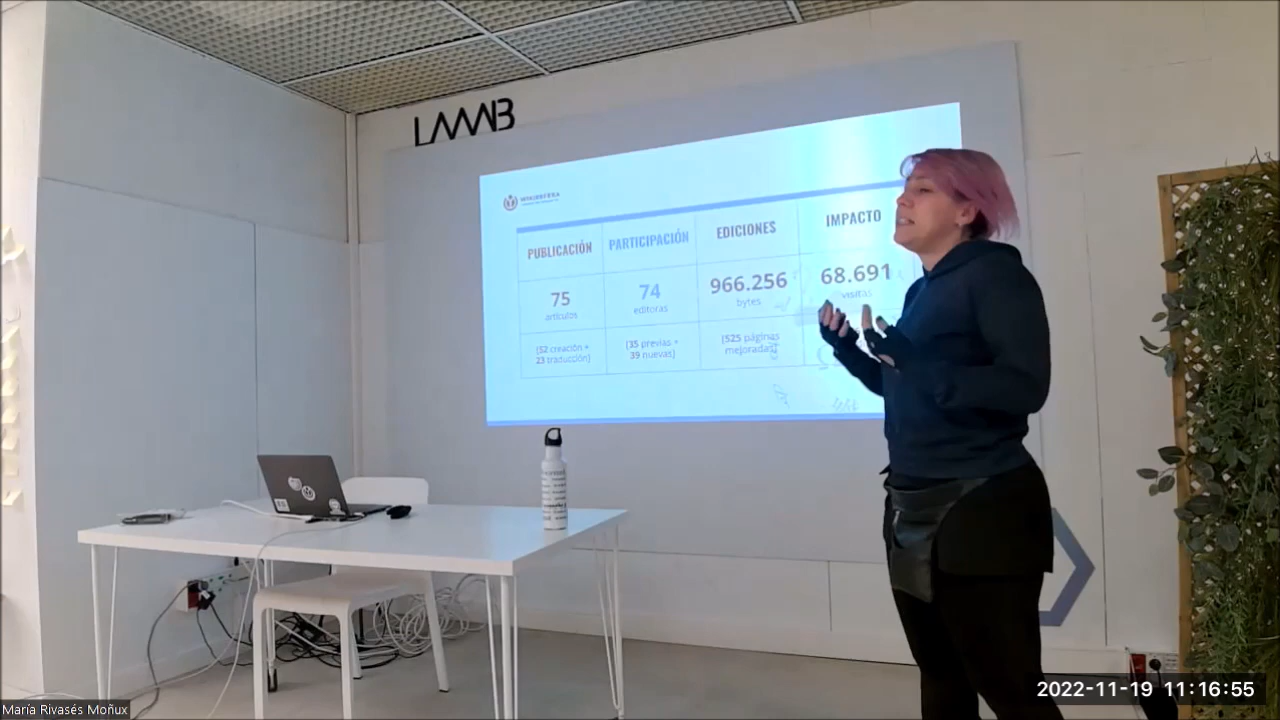 LAAAB
WIKIESFERA
PUBLICACIÓN
PARTICIPACIÓN
EDICIONES
IMPACTO
75
artículos
74
editoras
966.256
bytes
68.691
visitas
(52 creación +
23 traducción)
(35 previas +
39 nuevas)
(525 páginas
mejoradas)
María Rivasés Moñux
2022-11-19 11:16:55